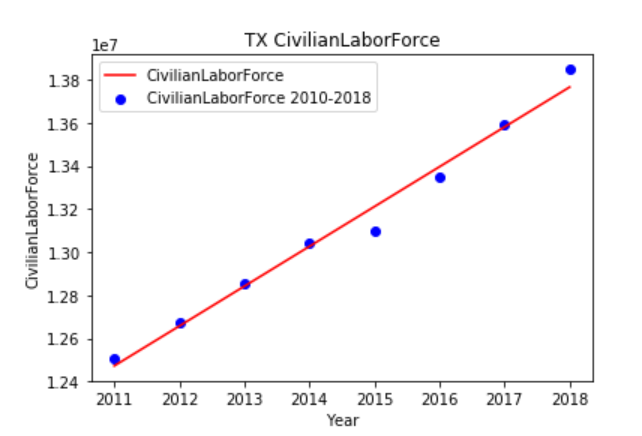 TX CivilianLaborForce
1e7
CivilianLaborForce
CivilianLaborForce 2010-2018
1.38
1.36
1.34
1.32
1.30
1.28
1.26
1.24
CivilianLaborForce
2011 2012 2013 2014 2015 2016 2017 2018
Year